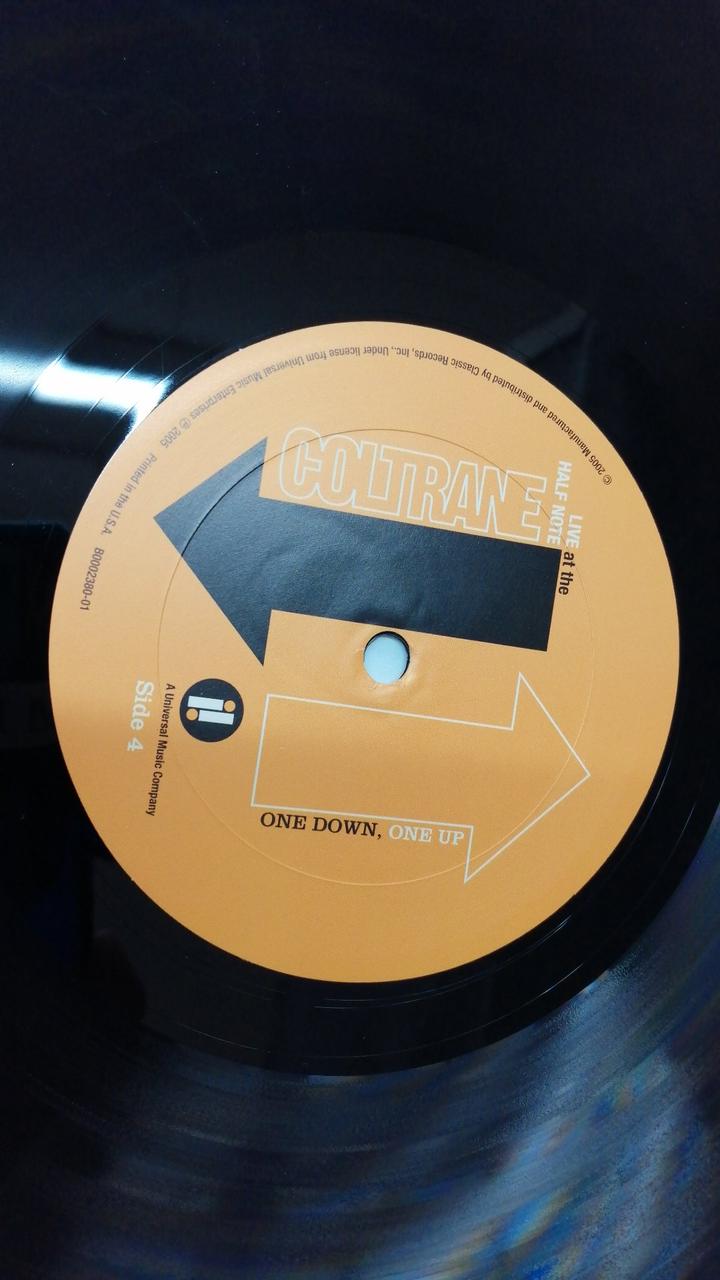 COLTRANE
LIVE at the
HALF NOTE
ONE DOWN, ONE UP
A Universal Music Company
Side 4
© 2005 Manufactured and distributed by Classic Records, Inc., Under license from Universal Music Enterprises ℗ 2005 Printed in the U.S.A. B0002380-01